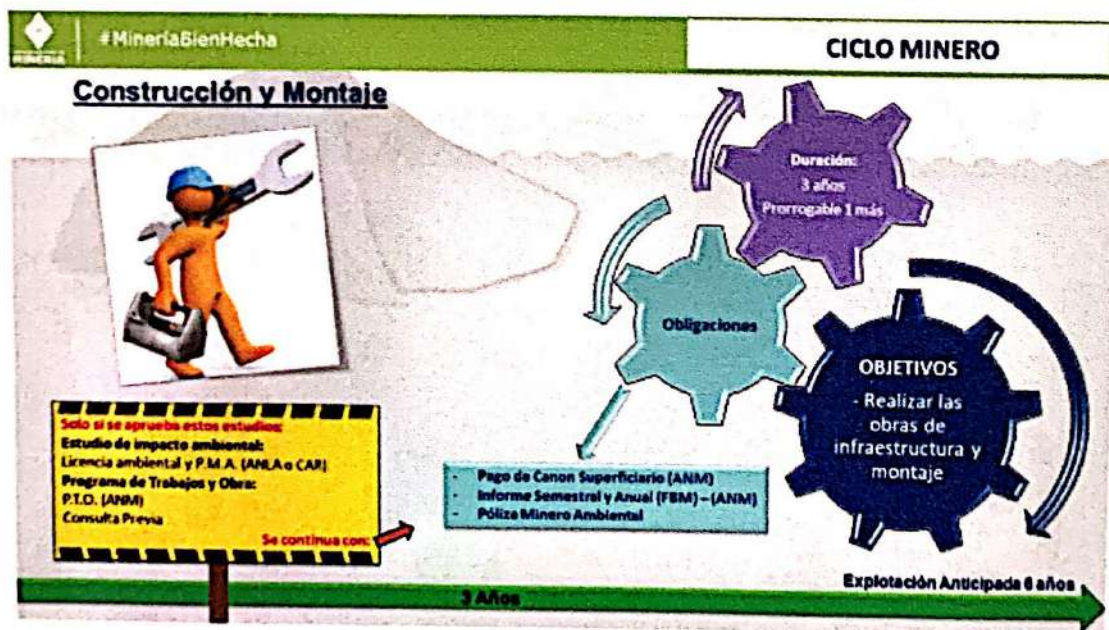 MINERÍA
#MineríaBienHecha
CICLO MINERO
Construcción y Montaje
Duración:
3 años
Prorrogable 1 más
Obligaciones
OBJETIVOS
- Realizar las
obras de
infraestructura y
montaje
Solo si se aprueba estos estudios:
Estudio de impacto ambiental:
Licencia ambiental y P.M.A. (ANLA o CAR)
Programa de Trabajos y Obra:
P.T.O. (ANM)
Consulta Previa
Se continua con:
- Pago de Canon Superficiario (ANM)
- Informe Semestral y Anual (FBM) – (ANM)
- Póliza Minero Ambiental
Explotación Anticipada 6 años
3 Años